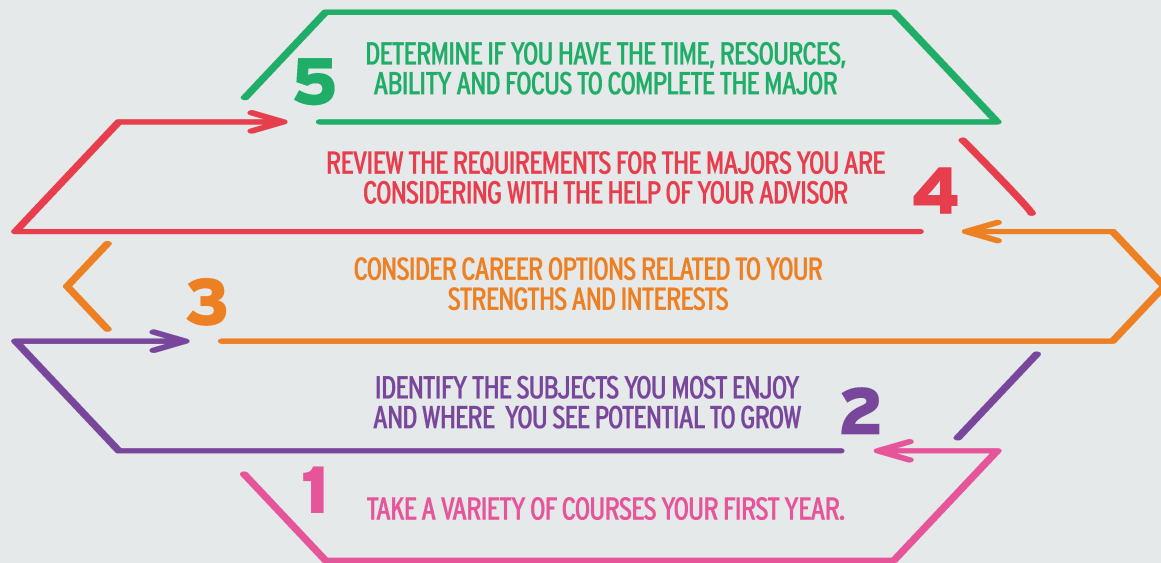 5
DETERMINE IF YOU HAVE THE TIME, RESOURCES,
ABILITY AND FOCUS TO COMPLETE THE MAJOR
REVIEW THE REQUIREMENTS FOR THE MAJORS YOU ARE
CONSIDERING WITH THE HELP OF YOUR ADVISOR
4
CONSIDER CAREER OPTIONS RELATED TO YOUR
STRENGTHS AND INTERESTS
3
IDENTIFY THE SUBJECTS YOU MOST ENJOY
AND WHERE YOU SEE POTENTIAL TO GROW
2
1
TAKE A VARIETY OF COURSES YOUR FIRST YEAR.